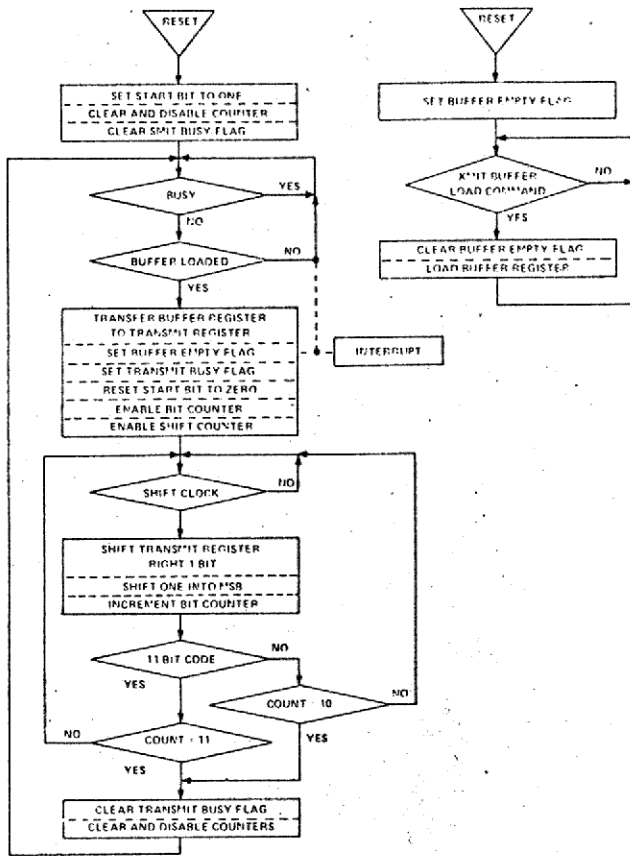 RESET
SET START BIT TO ONE
CLEAR AND DISABLE COUNTER
CLEAR SMIT BUSY FLAG
BUSY
YES
NO
BUFFER LOADED
NO
YES
TRANSFER BUFFER REGISTER
TO TRANSMIT REGISTER
SET BUFFER EMPTY FLAG
SET TRANSMIT BUSY FLAG
RESET START BIT TO ZERO
ENABLE BIT COUNTER
ENABLE SHIFT COUNTER
INTERRUPT
SHIFT CLOCK
NO
SHIFT TRANSMIT REGISTER
RIGHT 1 BIT
SHIFT ONE INTO MSB
INCREMENT BIT COUNTER
11 BIT CODE
NO
YES
COUNT = 10
NO
YES
COUNT = 11
NO
YES
CLEAR TRANSMIT BUSY FLAG
CLEAR AND DISABLE COUNTERS
RESET
SET BUFFER EMPTY FLAG
XMIT BUFFER
LOAD COMMAND
NO
YES
CLEAR BUFFER EMPTY FLAG
LOAD BUFFER REGISTER